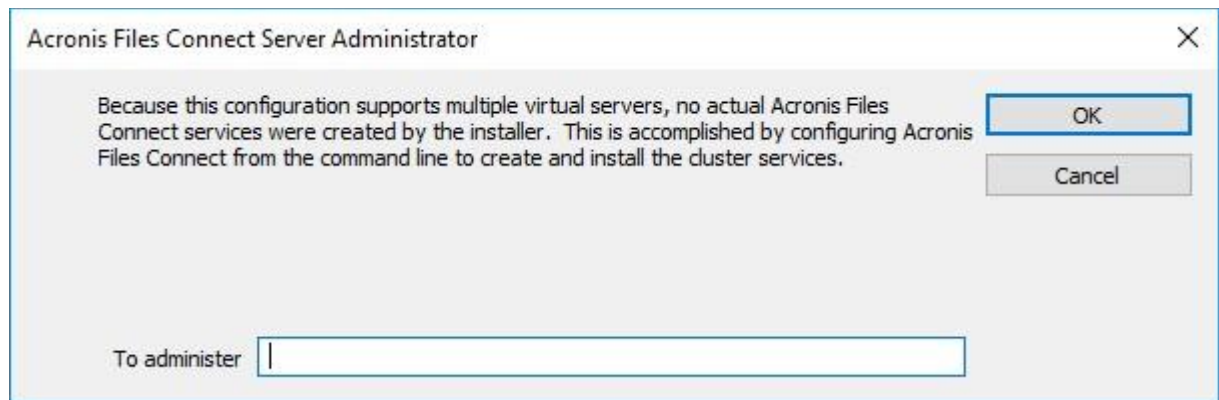 Acronis Files Connect Server Administrator
Because this configuration supports multiple virtual servers, no actual Acronis Files
Connect services were created by the installer.  This is accomplished by configuring Acronis
Files Connect from the command line to create and install the cluster services.
OK
Cancel
To administer